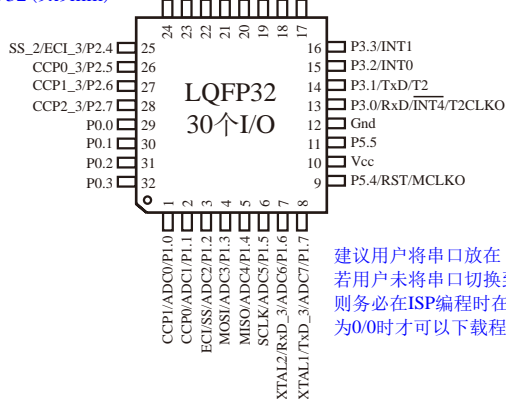 24 23 22 21 20 19 18 17
SS_2/ECI_3/P2.4 25
CCP0_3/P2.5 26
CCP1_3/P2.6 27
CCP2_3/P2.7 28
P0.0 29
P0.1 30
P0.2 31
P0.3 32
LQFP32
30个I/O
16 P3.3/INT1
15 P3.2/INT0
14 P3.1/TxD/T2
13 P3.0/RxD/INT4/T2CLKO
12 Gnd
11 P5.5
10 Vcc
9 P5.4/RST/MCLKO
1 2 3 4 5 6 7 8
CCP1/ADC0/P1.0
CCP0/ADC1/P1.1
ECI/SS/ADC2/P1.2
MOSI/ADC3/P1.3
MISO/ADC4/P1.4
SCLK/ADC5/P1.5
XTAL2/RxD_3/ADC6/P1.6
XTAL1/TxD_3/ADC7/P1.7
建议用户将串口放在
若用户未将串口切换
则务必在ISP编程时在
为0/0时才可以下载程